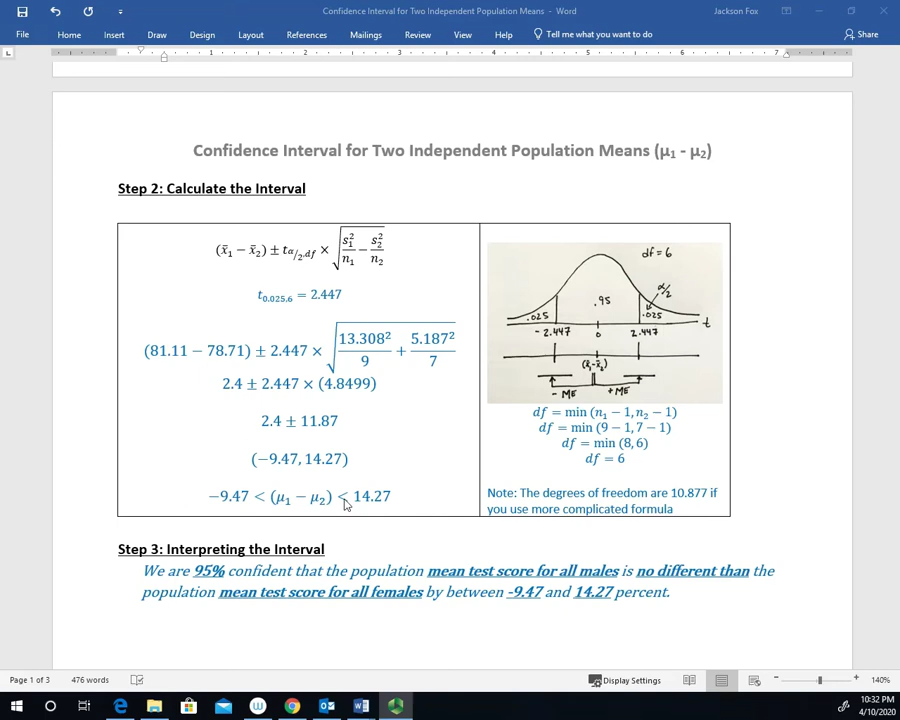 Confidence Interval for Two Independent Population Means - Word
Jackson Fox
File Home Insert Draw Design Layout References Mailings Review View Help Tell me what you want to do Share
L 1 2 3 4 5 6 7
Confidence Interval for Two Independent Population Means (μ₁ - μ₂)
Step 2: Calculate the Interval
(x̄₁ − x̄₂) ± t_α/2.df × √(s₁²/n₁ − s₂²/n₂)
t₀.₀₂₅.₆ = 2.447
(81.11 − 78.71) ± 2.447 × √(13.308²/9 + 5.187²/7)
2.4 ± 2.447 × (4.8499)
2.4 ± 11.87
(−9.47, 14.27)
−9.47 < (μ₁ − μ₂) < 14.27
df = 6
α/2
.95
.025
.025
t
-2.447 0 2.447
(x̄₁-x̄₂)
- ME +ME
df = min (n₁ − 1, n₂ − 1)
df = min (9 − 1, 7 − 1)
df = min (8, 6)
df = 6
Note: The degrees of freedom are 10.877 if
you use more complicated formula
Step 3: Interpreting the Interval
We are 95% confident that the population mean test score for all males is no different than the
population mean test score for all females by between -9.47 and 14.27 percent.
Page 1 of 3 476 words Display Settings 140%
10:32 PM
4/10/2020